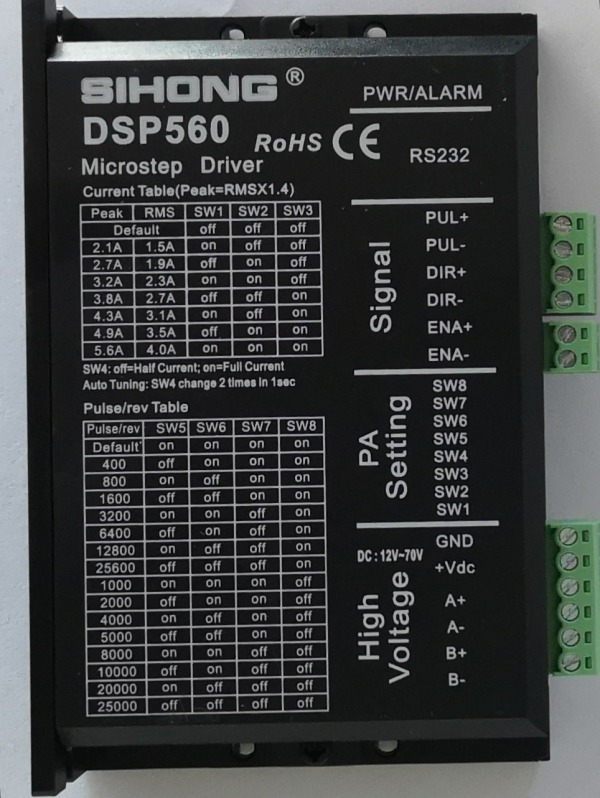 SIHONG ®
DSP560 RoHS CE
Microstep Driver
Current Table(Peak=RMSX1.4)
Peak RMS SW1 SW2 SW3
Default off off off
2.1A 1.5A on off off
2.7A 1.9A off on off
3.2A 2.3A on on off
3.8A 2.7A off off on
4.3A 3.1A on off on
4.9A 3.5A off on on
5.6A 4.0A on on on
SW4: off=Half Current; on=Full Current
Auto Tuning: SW4 change 2 times in 1sec
Pulse/rev Table
Pulse/rev SW5 SW6 SW7 SW8
Default on on on on
400 off on on on
800 on off on on
1600 off off on on
3200 on on off on
6400 off on off on
12800 on off off on
25600 off off off on
1000 on on on off
2000 off on on off
4000 on off on off
5000 off off on off
8000 on on off off
10000 off on off off
20000 on off off off
25000 off off off off
PWR/ALARM
RS232
Signal
PUL+
PUL-
DIR+
DIR-
ENA+
ENA-
PA
Setting
SW8
SW7
SW6
SW5
SW4
SW3
SW2
SW1
High
Voltage
DC:12V~70V
GND
+Vdc
A+
A-
B+
B-